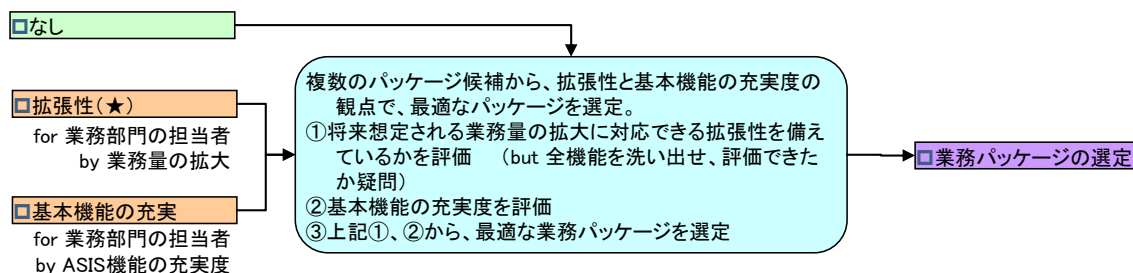 なし
拡張性(★)
for 業務部門の担当者
by 業務量の拡大
基本機能の充実
for 業務部門の担当者
by ASIS機能の充実度
複数のパッケージ候補から、拡張性と基本機能の充実度の
観点で、最適なパッケージを選定。
①将来想定される業務量の拡大に対応できる拡張性を備え
ているかを評価　(but 全機能を洗い出せ、評価できた
か疑問)
②基本機能の充実度を評価
③上記①、②から、最適な業務パッケージを選定
業務パッケージの選定